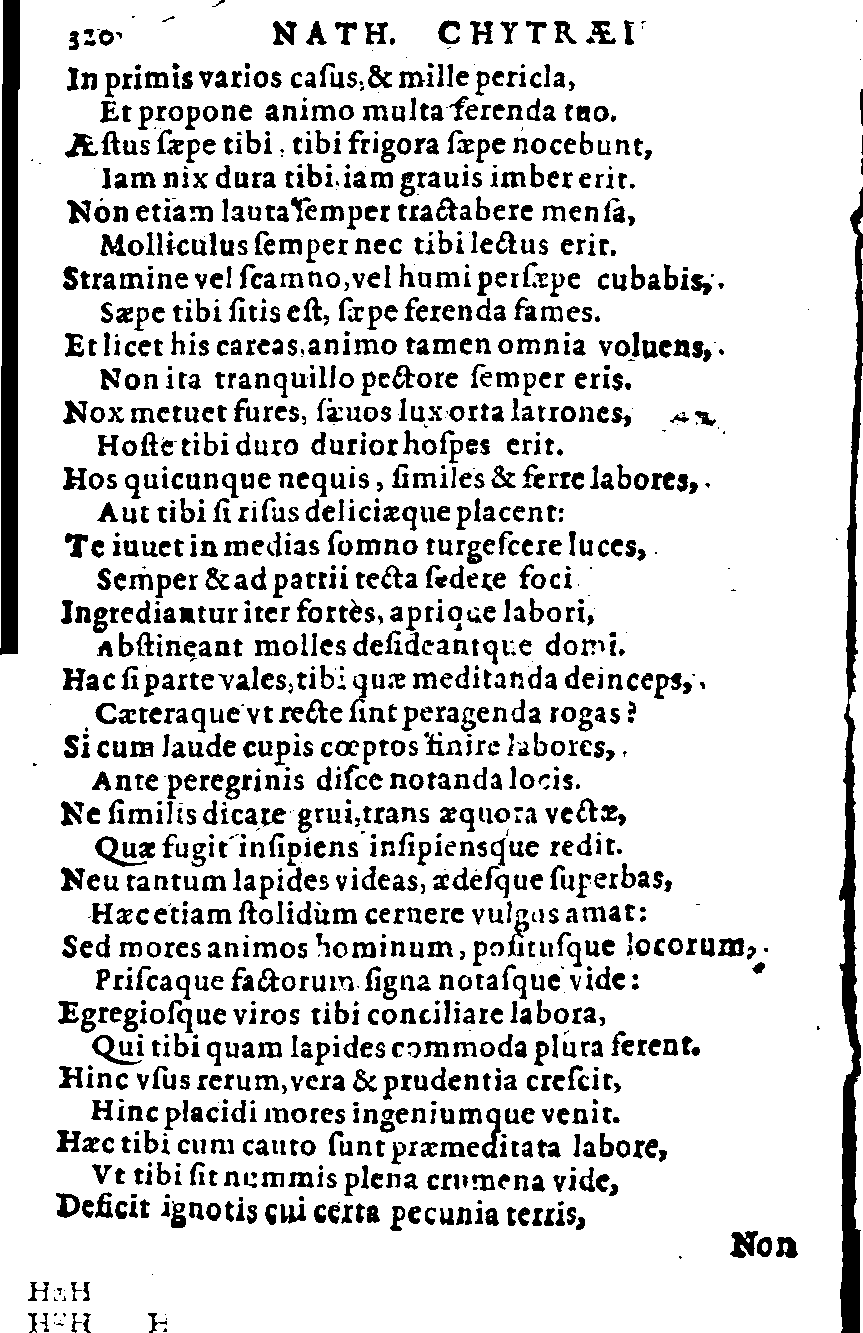 320 NATH. CHYTRÆI
In primis varios caſus, & mille pericla,
Et propone animo multa ferenda tuo.
Æſtus ſæpe tibi, tibi frigora ſæpe nocebunt,
Iam nix dura tibi, iam grauis imber erit.
Non etiam lauta ſemper tractabere menſa,
Molliculus ſemper nec tibi lectus erit.
Stramine vel ſcamno, vel humi perſæpe cubabis,
Sæpe tibi ſitis eſt, ſæpe ferenda fames.
Et licet his careas, animo tamen omnia voluens,
Non ita tranquillo pectore ſemper eris.
Nox metuet fures, ſæuos lux orta latrones,
Hoſte tibi duro durior hoſpes erit.
Hos quicunque nequis, ſimiles & ferre labores,
Aut tibi ſi riſus deliciæque placent:
Te iuuet in medias ſomno turgeſcere luces,
Semper & ad patrii tecta ſedere foci
Ingrediantur iter fortès, aptique labori,
Abſtineant molles deſideantque domi.
Hac ſi parte vales, tibi quæ meditanda deinceps,
Cæteraque vt recte ſint peragenda rogas?
Si cum laude cupis cœptos finire labores,
Ante peregrinis diſce notanda locis.
Ne ſimilis dicare grui, trans æquora vectæ,
Quæ fugit inſipiens inſipiensque redit.
Neu tantum lapides videas, ædeſque ſuperbas,
Hæc etiam ſtolidùm cernere vulgus amat:
Sed mores animos hominum, poſituſque locorum,
Priſcaque factorum ſigna notaſque vide:
Egregioſque viros tibi conciliare labora,
Qui tibi quam lapides commoda plura ferent.
Hinc vſus rerum, vera & prudentia creſcit,
Hinc placidi mores ingeniumque venit.
Hæc tibi cum cauto ſunt præmeditata labore,
Vt tibi ſit nummis plena crumena vide,
Deficit ignotis cui certa pecunia terris,
Non